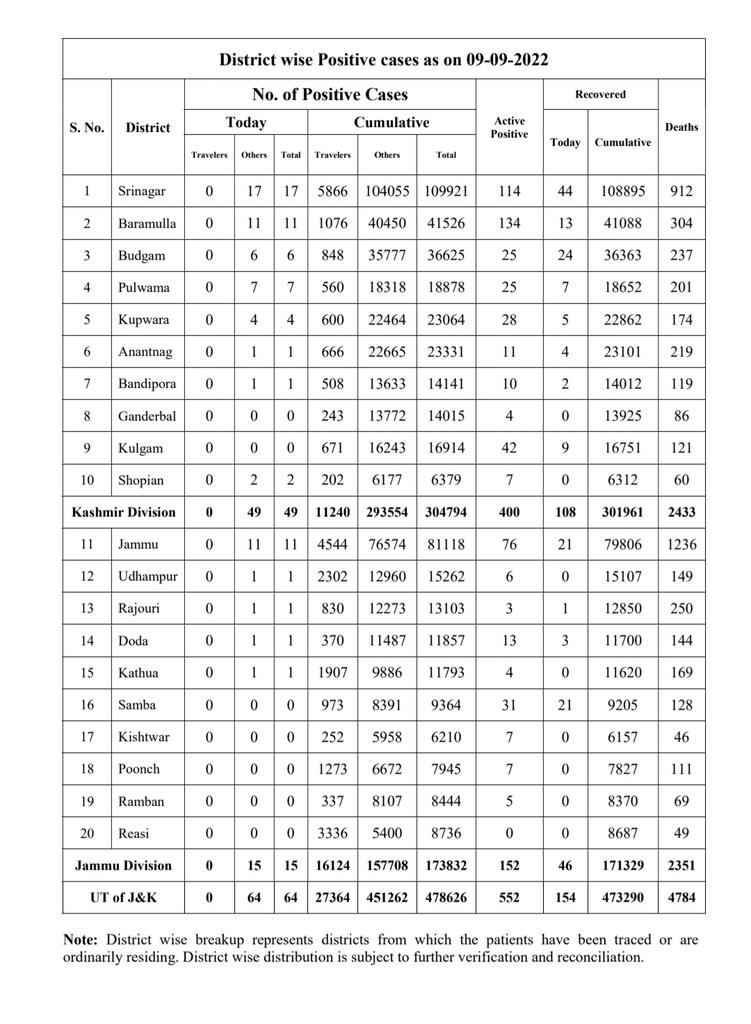 District wise Positive cases as on 09-09-2022
S. No. District No. of Positive Cases Active Positive Recovered Deaths
Today Cumulative Today Cumulative
Travelers Others Total Travelers Others Total
1 Srinagar 0 17 17 5866 104055 109921 114 44 108895 912
2 Baramulla 0 11 11 1076 40450 41526 134 13 41088 304
3 Budgam 0 6 6 848 35777 36625 25 24 36363 237
4 Pulwama 0 7 7 560 18318 18878 25 7 18652 201
5 Kupwara 0 4 4 600 22464 23064 28 5 22862 174
6 Anantnag 0 1 1 666 22665 23331 11 4 23101 219
7 Bandipora 0 1 1 508 13633 14141 10 2 14012 119
8 Ganderbal 0 0 0 243 13772 14015 4 0 13925 86
9 Kulgam 0 0 0 671 16243 16914 42 9 16751 121
10 Shopian 0 2 2 202 6177 6379 7 0 6312 60
Kashmir Division 0 49 49 11240 293554 304794 400 108 301961 2433
11 Jammu 0 11 11 4544 76574 81118 76 21 79806 1236
12 Udhampur 0 1 1 2302 12960 15262 6 0 15107 149
13 Rajouri 0 1 1 830 12273 13103 3 1 12850 250
14 Doda 0 1 1 370 11487 11857 13 3 11700 144
15 Kathua 0 1 1 1907 9886 11793 4 0 11620 169
16 Samba 0 0 0 973 8391 9364 31 21 9205 128
17 Kishtwar 0 0 0 252 5958 6210 7 0 6157 46
18 Poonch 0 0 0 1273 6672 7945 7 0 7827 111
19 Ramban 0 0 0 337 8107 8444 5 0 8370 69
20 Reasi 0 0 0 3336 5400 8736 0 0 8687 49
Jammu Division 0 15 15 16124 157708 173832 152 46 171329 2351
UT of J&K 0 64 64 27364 451262 478626 552 154 473290 4784
Note: District wise breakup represents districts from which the patients have been traced or are
ordinarily residing. District wise distribution is subject to further verification and reconciliation.